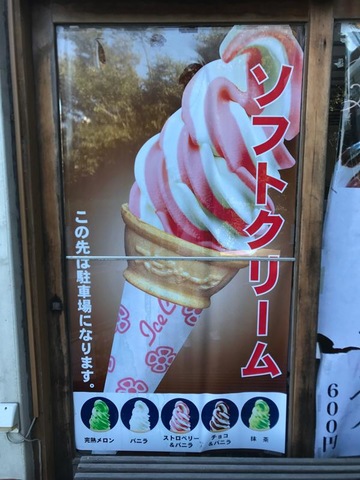 ソフトクリーム
この先は駐車場になります。
Ice C
完熟メロン
バニラ
ストロベリー
&バニラ
チョコ
&バニラ
抹茶
600円